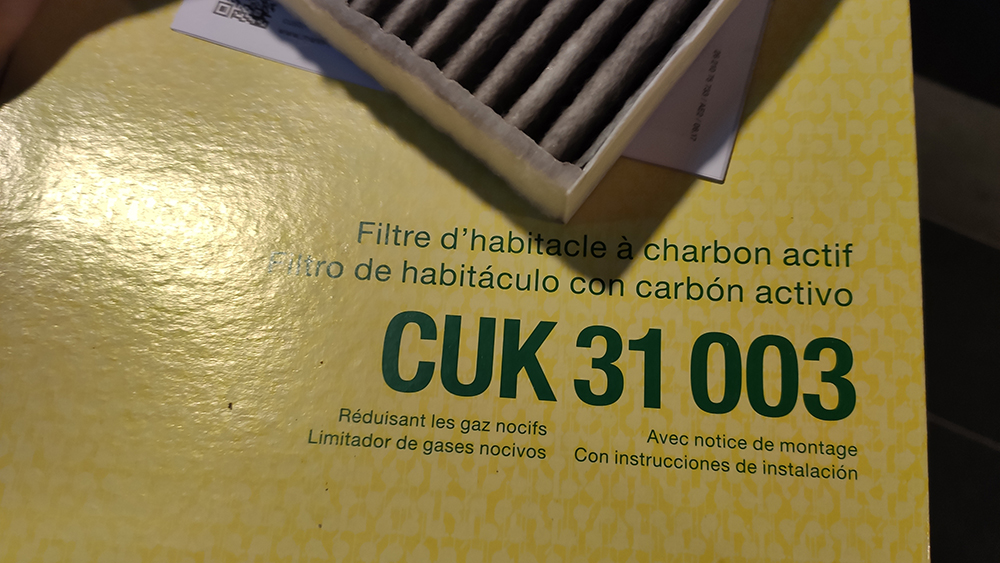 Filtre d'habitacle à charbon actif
Filtro de habitáculo con carbón activo
CUK 31 003
Réduisant les gaz nocifs
Limitador de gases nocivos
Avec notice de montage
Con instrucciones de instalación